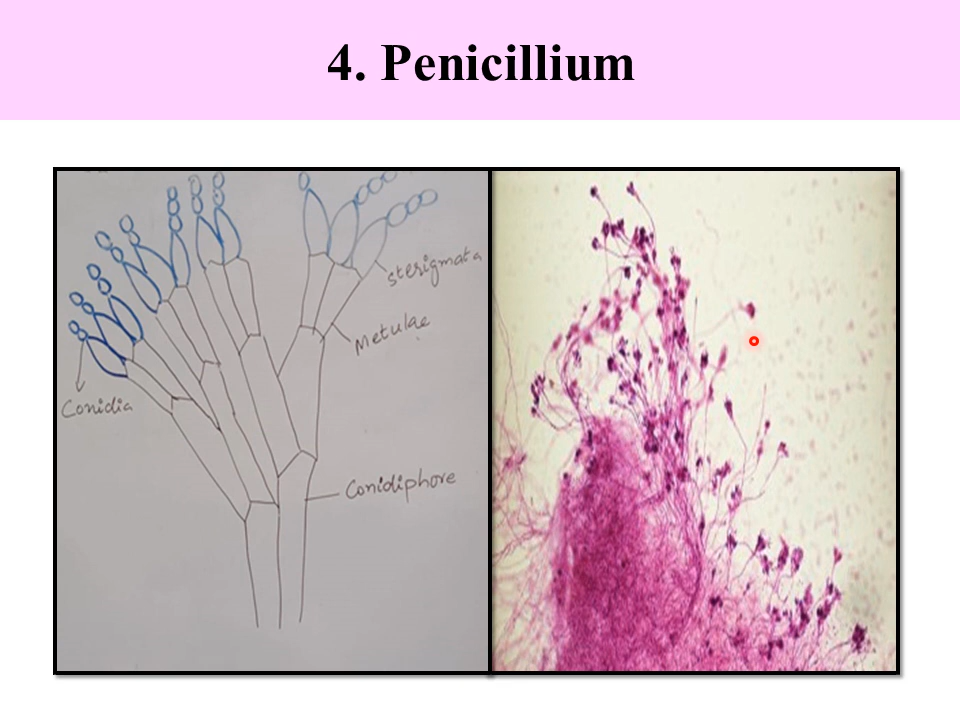 4. Penicillium
sterigmata
Metulae
Conidia
Conidiphore